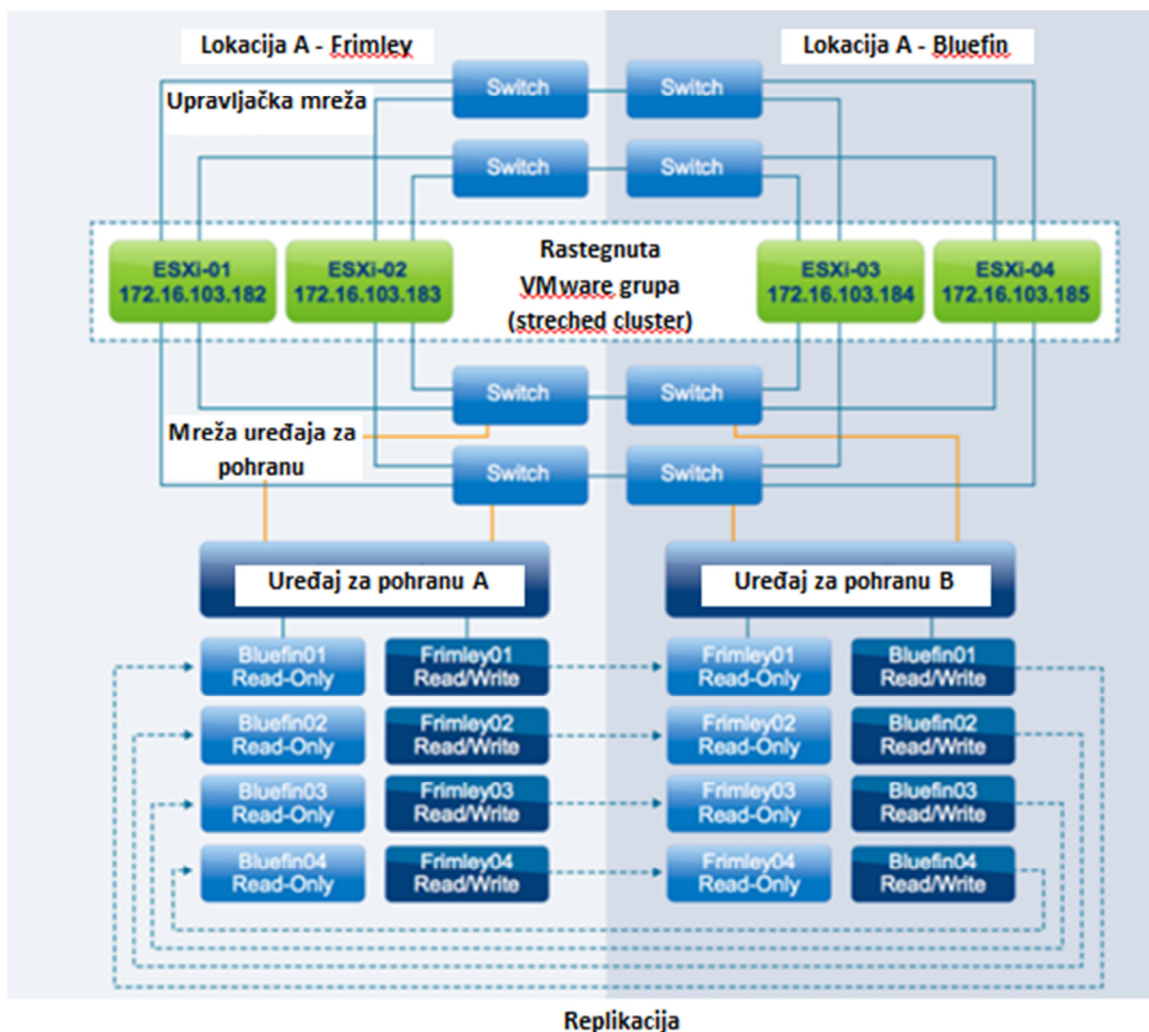 Lokacija A - Frimley
Lokacija A - Bluefin
Upravljačka mreža
Switch
Switch
Switch
Switch
ESXi-01
172.16.103.182
ESXi-02
172.16.103.183
Rastegnuta
VMware grupa
(streched cluster)
ESXi-03
172.16.103.184
ESXi-04
172.16.103.185
Switch
Switch
Mreža uređaja za
pohranu
Switch
Switch
Uređaj za pohranu A
Uređaj za pohranu B
Bluefin01
Read-Only
Frimley01
Read/Write
Frimley01
Read-Only
Bluefin01
Read/Write
Bluefin02
Read-Only
Frimley02
Read/Write
Frimley02
Read-Only
Bluefin02
Read/Write
Bluefin03
Read-Only
Frimley03
Read/Write
Frimley03
Read-Only
Bluefin03
Read/Write
Bluefin04
Read-Only
Frimley04
Read/Write
Frimley04
Read-Only
Bluefin04
Read/Write
Replikacija